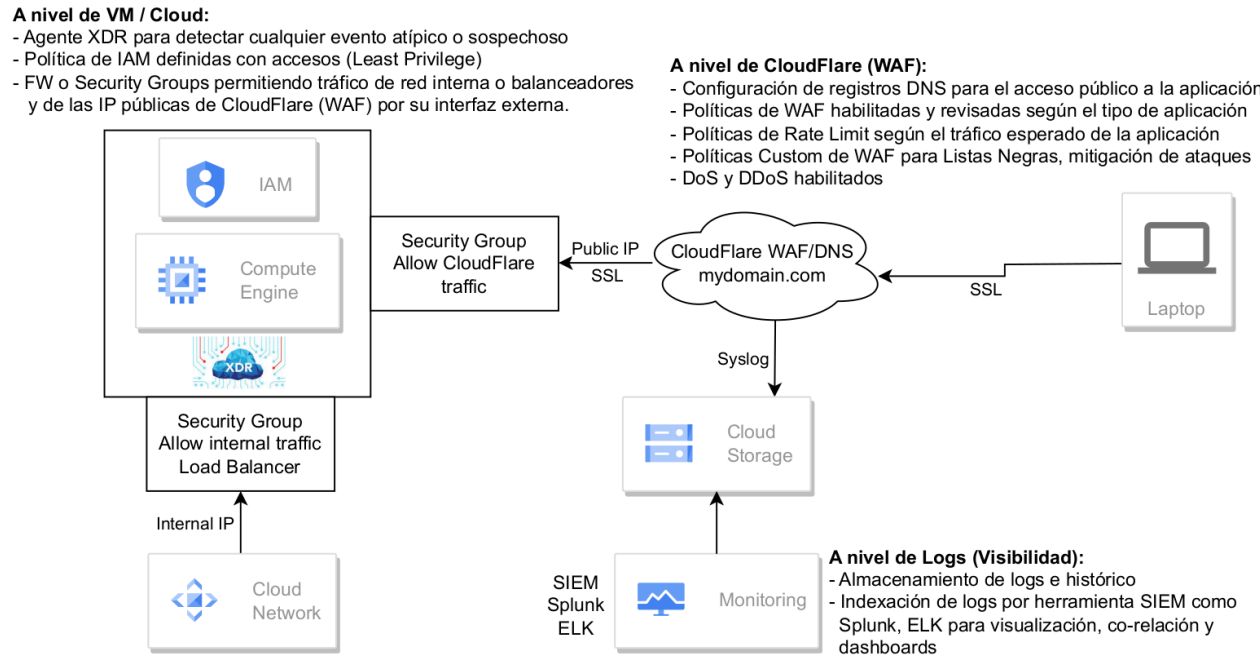 A nivel de VM / Cloud:
- Agente XDR para detectar cualquier evento atípico o sospechoso
- Política de IAM definidas con accesos (Least Privilege)
- FW o Security Groups permitiendo tráfico de red interna o balanceadores
y de las IP públicas de CloudFlare (WAF) por su interfaz externa.
A nivel de CloudFlare (WAF):
- Configuración de registros DNS para el acceso público a la aplicación
- Políticas de WAF habilitadas y revisadas según el tipo de aplicación
- Políticas de Rate Limit según el tráfico esperado de la aplicación
- Políticas Custom de WAF para Listas Negras, mitigación de ataques
- DoS y DDoS habilitados
IAM
Compute
Engine
XDR
Security Group
Allow CloudFlare
traffic
Public IP
SSL
CloudFlare WAF/DNS
mydomain.com
SSL
Laptop
Syslog
Security Group
Allow internal traffic
Load Balancer
Cloud
Storage
Internal IP
Cloud
Network
SIEM
Splunk
ELK
Monitoring
A nivel de Logs (Visibilidad):
- Almacenamiento de logs e histórico
- Indexación de logs por herramienta SIEM como
Splunk, ELK para visualización, co-relación y
dashboards